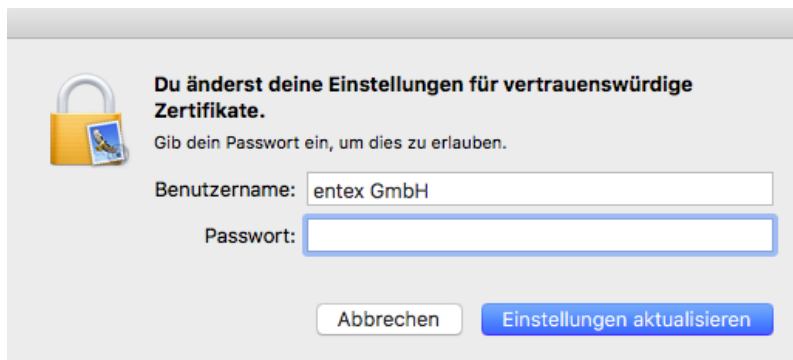 Du änderst deine Einstellungen für vertrauenswürdige
Zertifikate.
Gib dein Passwort ein, um dies zu erlauben.
Benutzername: entex GmbH
Passwort:
Abbrechen Einstellungen aktualisieren